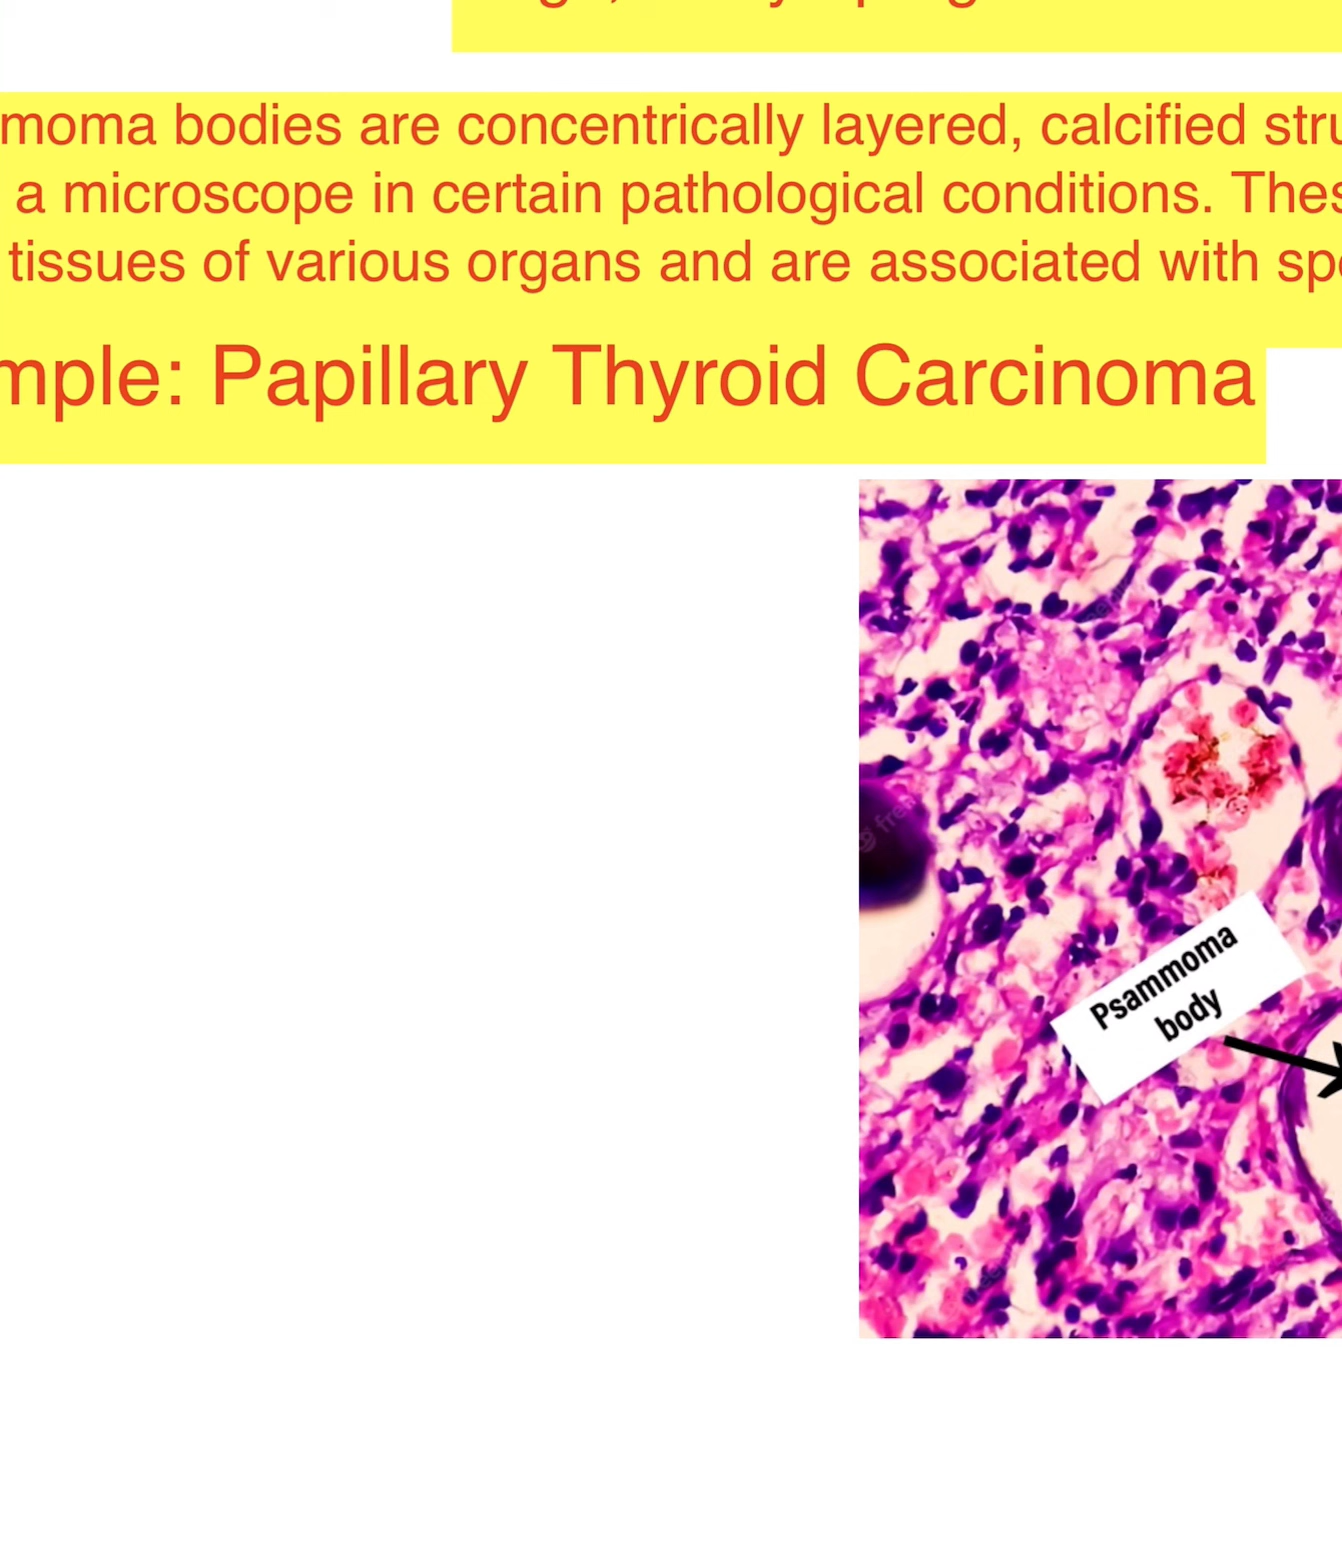 moma bodies are concentrically layered, calcified stru
a microscope in certain pathological conditions. Thes
tissues of various organs and are associated with sp
mple: Papillary Thyroid Carcinoma
Psammoma
body